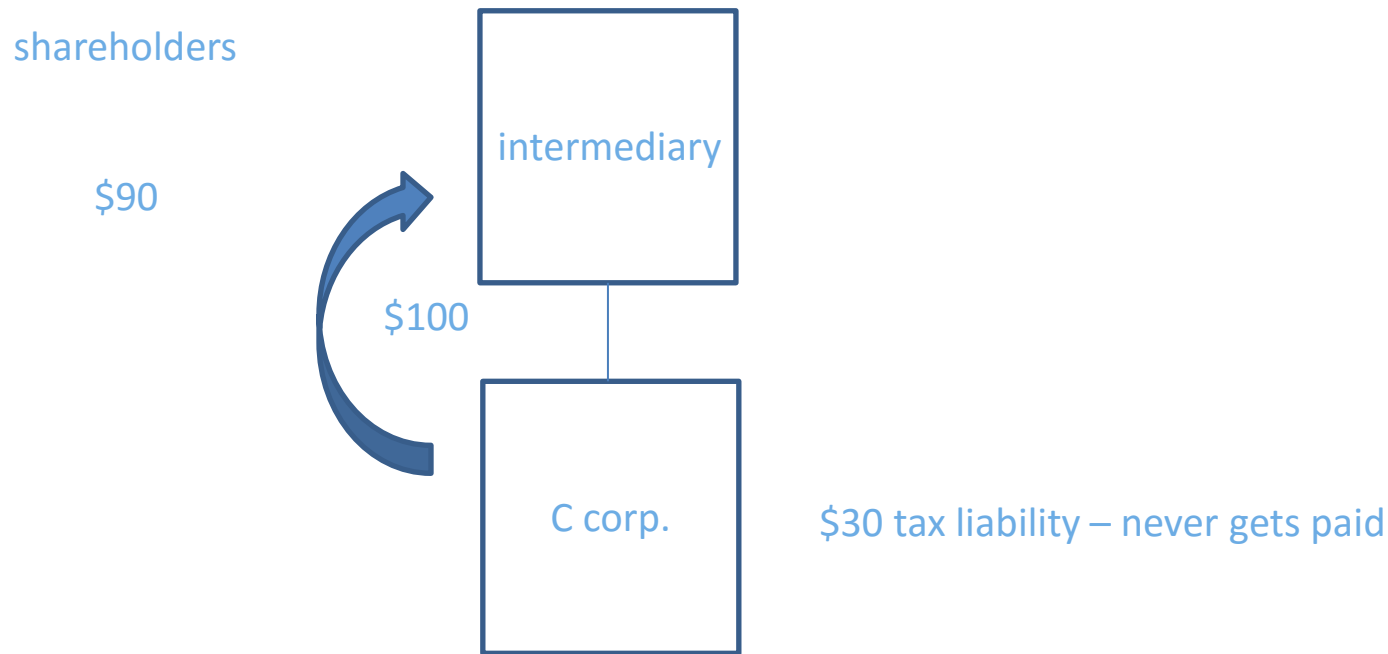 shareholders
intermediary
$90
$100
C corp.
$30 tax liability – never gets paid